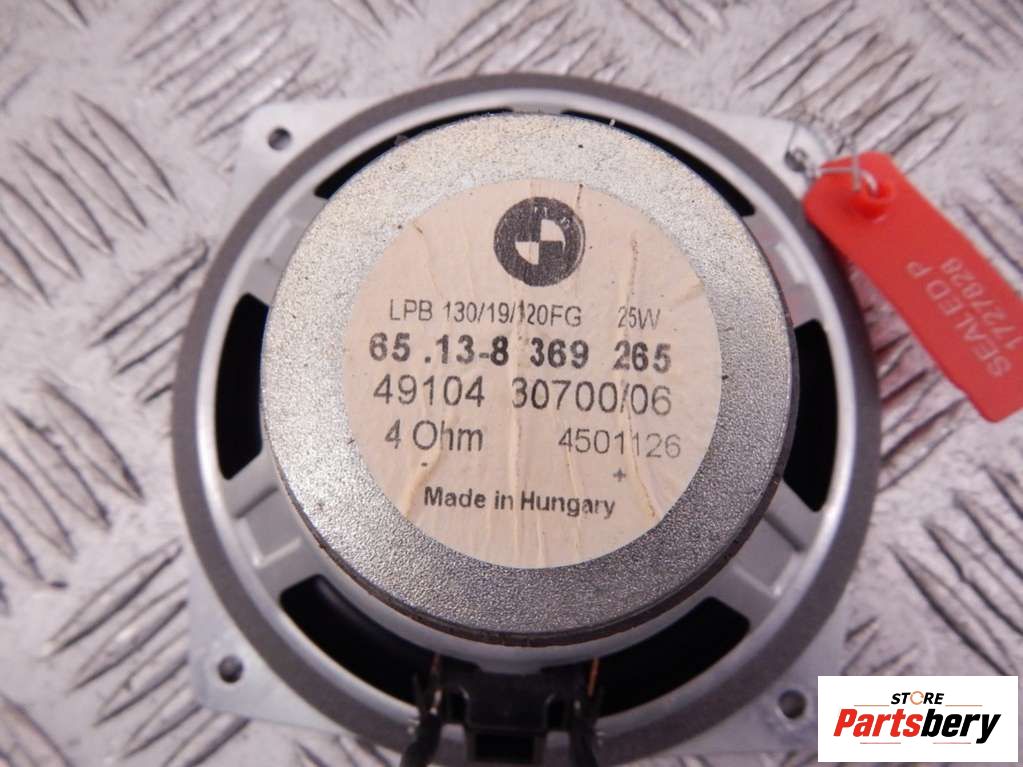 LPB 130/19/120FG 25W
65.13-8 369 265
49104 30700/06
4 Ohm 4501126
- +
Made in Hungary
SEALED P
1727828
STORE
Partsbery